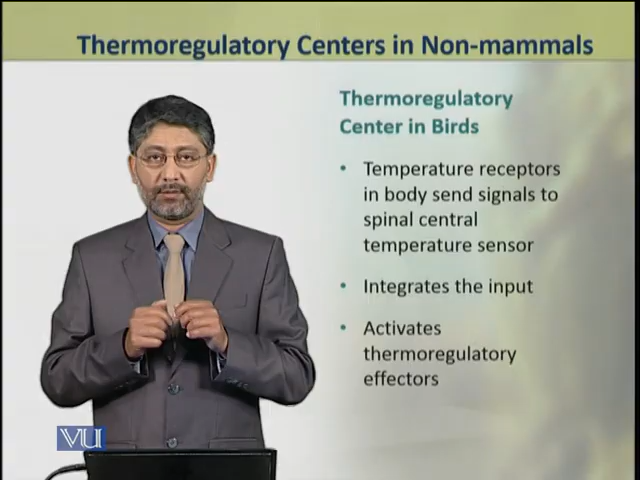 Thermoregulatory Centers in Non-mammals
Thermoregulatory
Center in Birds
• Temperature receptors
in body send signals to
spinal central
temperature sensor
• Integrates the input
• Activates
thermoregulatory
effectors
VU